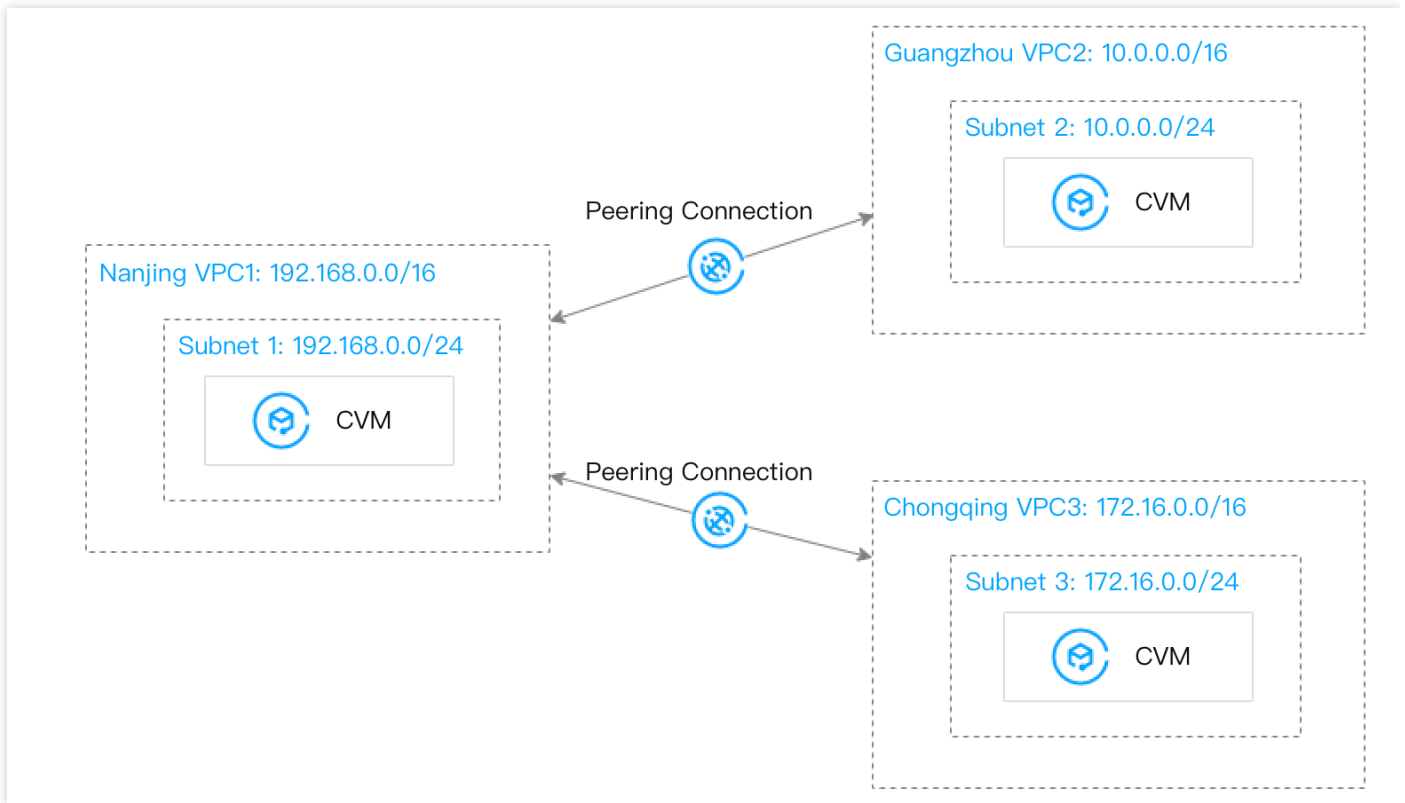 Guangzhou VPC2: 10.0.0.0/16
Subnet 2: 10.0.0.0/24
CVM
Peering Connection
Nanjing VPC1: 192.168.0.0/16
Subnet 1: 192.168.0.0/24
CVM
Peering Connection
Chongqing VPC3: 172.16.0.0/16
Subnet 3: 172.16.0.0/24
CVM